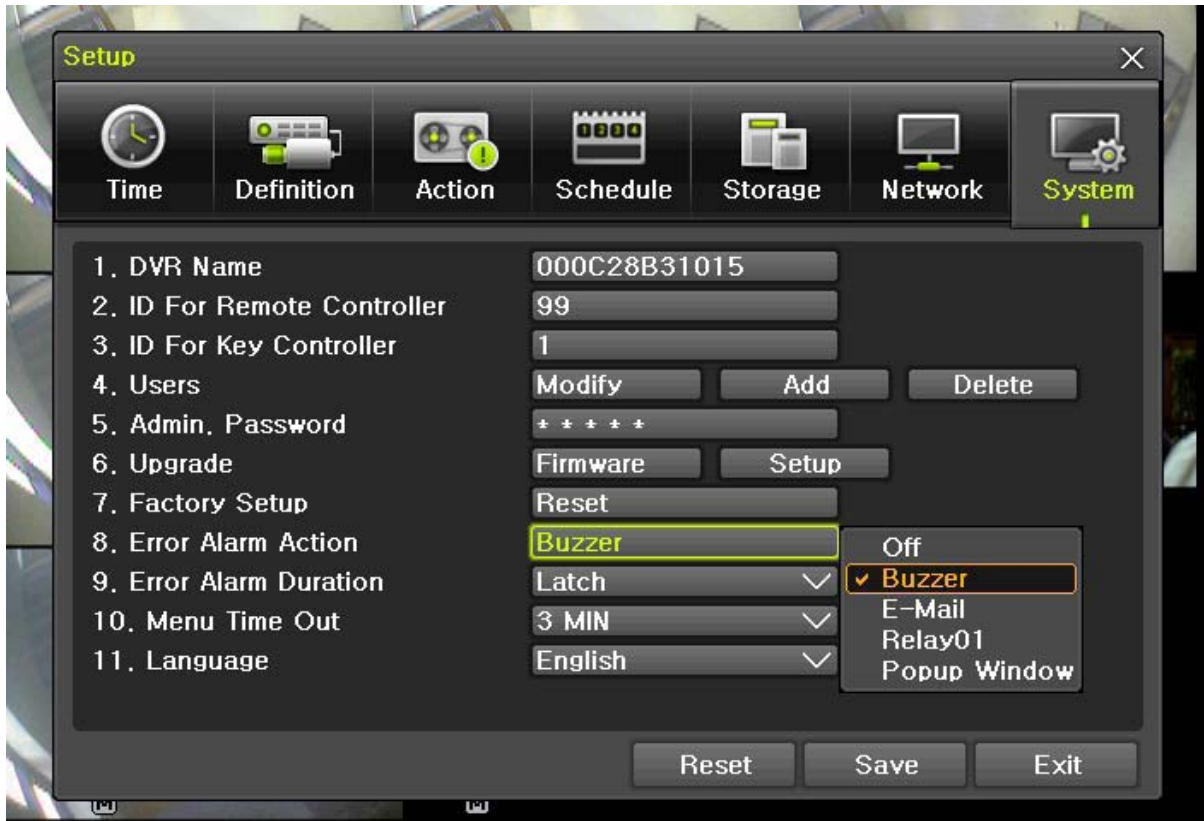 Setup
Time Definition Action Schedule Storage Network System
1. DVR Name 000C28B31015
2. ID For Remote Controller 99
3. ID For Key Controller 1
4. Users Modify Add Delete
5. Admin. Password * * * * *
6. Upgrade Firmware Setup
7. Factory Setup Reset
8. Error Alarm Action Buzzer
Off
9. Error Alarm Duration Latch
Buzzer
10. Menu Time Out 3 MIN
E-Mail
Relay01
11. Language English
Popup Window
Reset Save Exit
M M